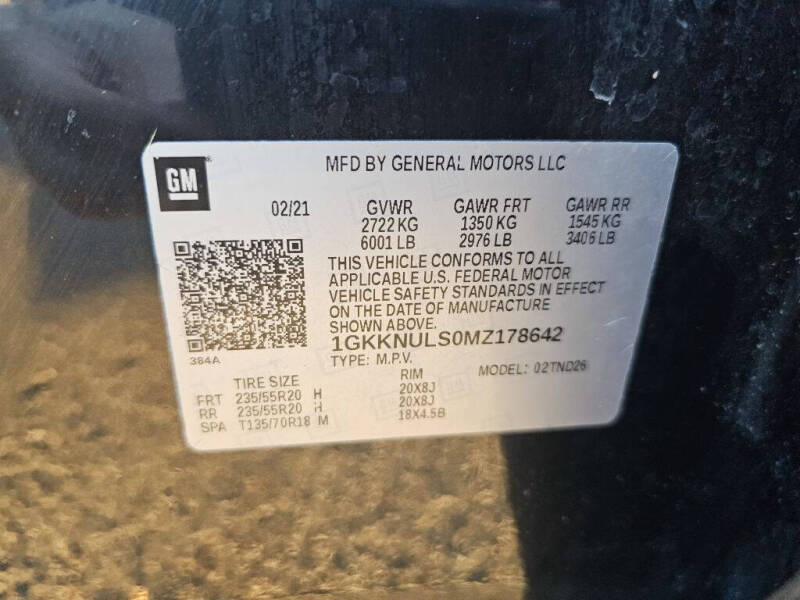 GM
MFD BY GENERAL MOTORS LLC
02/21 GVWR GAWR FRT GAWR RR
2722 KG 1350 KG 1545 KG
6001 LB 2976 LB 3406 LB
THIS VEHICLE CONFORMS TO ALL
APPLICABLE U.S. FEDERAL MOTOR
VEHICLE SAFETY STANDARDS IN EFFECT
ON THE DATE OF MANUFACTURE
SHOWN ABOVE.
1GKKNULS0MZ178642
384A
TYPE: M.P.V. MODEL: 02TND26
TIRE SIZE RIM
FRT 235/55R20 H 20X8J
RR 235/55R20 H 20X8J
SPA T135/70R18 M 18X4.5B